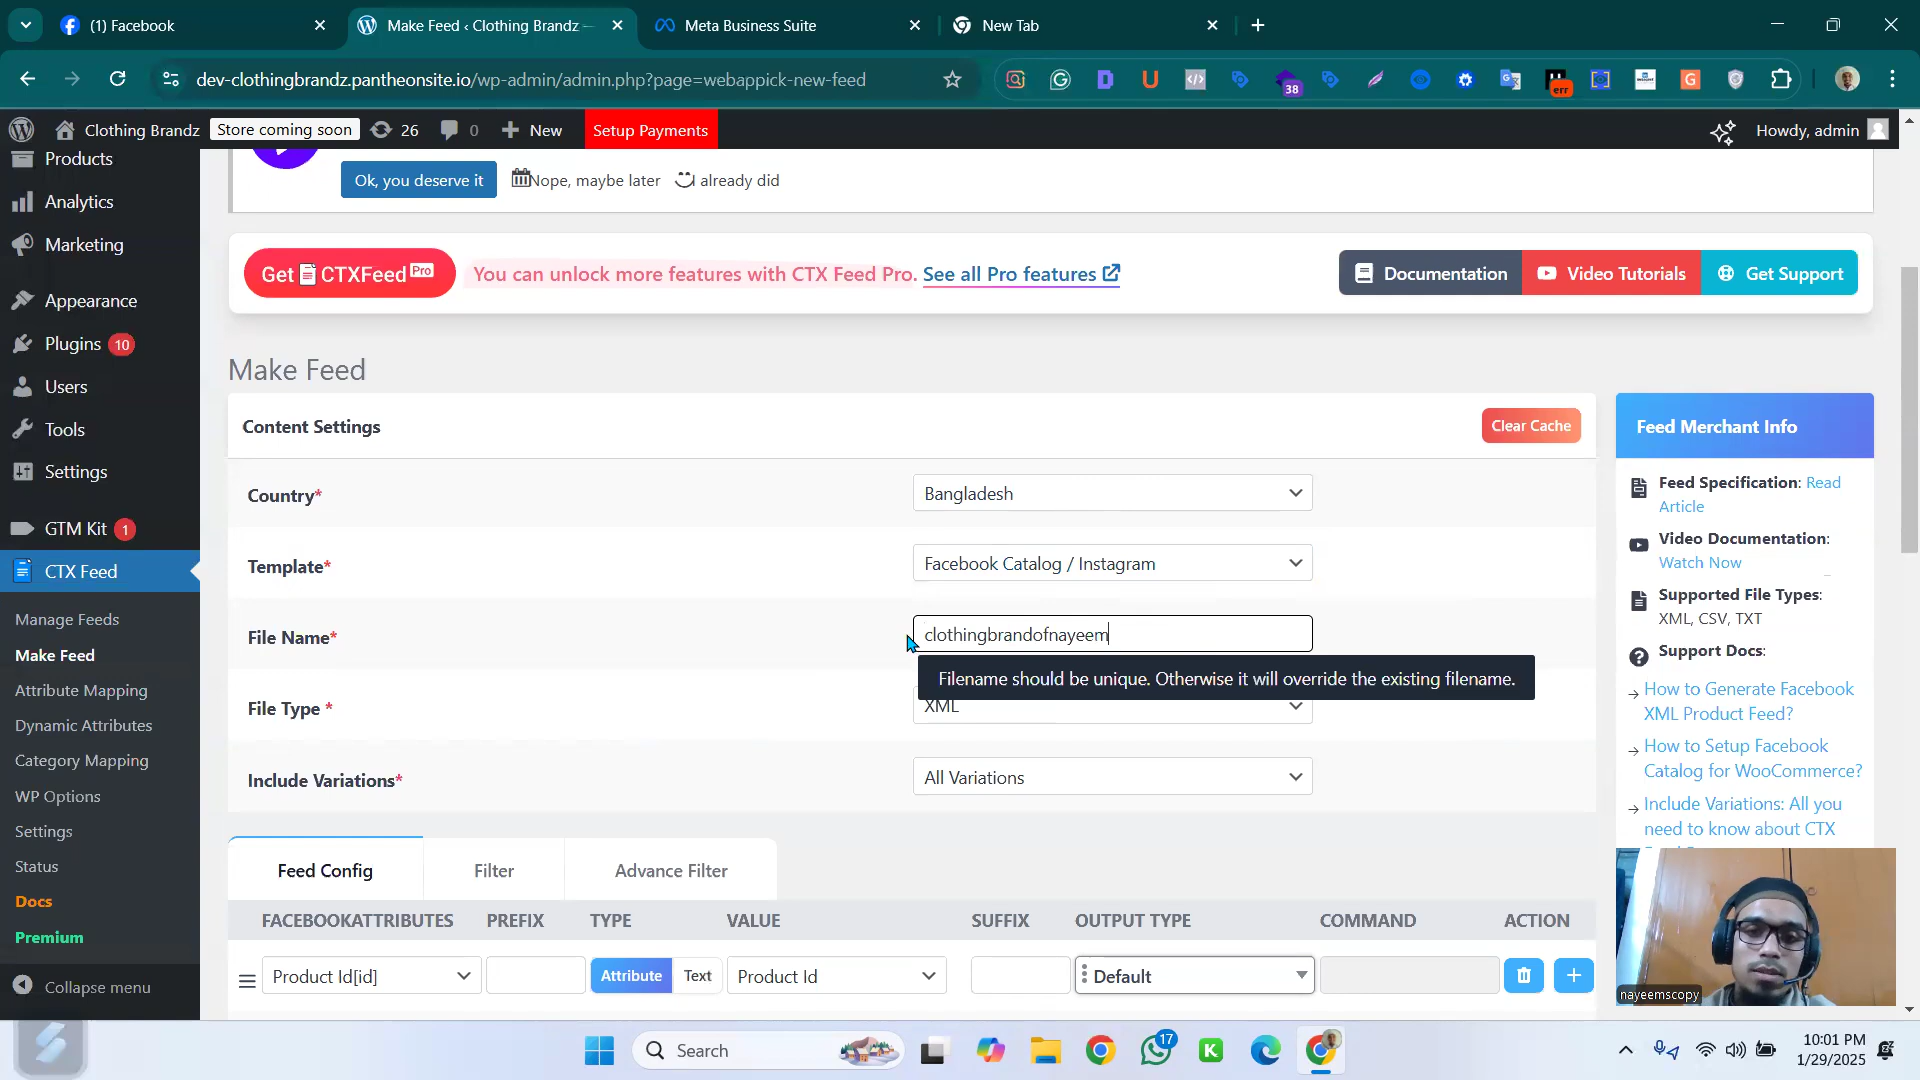 (1) Facebook
Make Feed ‹ Clothing Brandz –
Meta Business Suite
New Tab
dev-clothingbrandz.pantheonsite.io/wp-admin/admin.php?page=webappick-new-feed
38
err
Clothing Brandz
Store coming soon
26
0
New
Setup Payments
Howdy, admin
Products
Analytics
Marketing
Appearance
Plugins 10
Users
Tools
Settings
GTM Kit 1
CTX Feed
Manage Feeds
Make Feed
Attribute Mapping
Dynamic Attributes
Category Mapping
WP Options
Settings
Status
Docs
Premium
Collapse menu
Ok, you deserve it
Nope, maybe later
already did
Get CTXFeed Pro
You can unlock more features with CTX Feed Pro. See all Pro features
Documentation
Video Tutorials
Get Support
Make Feed
Content Settings
Clear Cache
Country*
Bangladesh
Template*
Facebook Catalog / Instagram
File Name*
clothingbrandofnayeem
Filename should be unique. Otherwise it will override the existing filename.
File Type *
XML
Include Variations*
All Variations
Feed Merchant Info
Feed Specification: Read
Article
Video Documentation:
Watch Now
Supported File Types:
XML, CSV, TXT
Support Docs:
→ How to Generate Facebook
XML Product Feed?
→ How to Setup Facebook
Catalog for WooCommerce?
→ Include Variations: All you
need to know about CTX
Feed Config
Filter
Advance Filter
FACEBOOKATTRIBUTES PREFIX TYPE VALUE SUFFIX OUTPUT TYPE COMMAND ACTION
Product Id[id]
Attribute
Text
Product Id
Default
nayeemscopy
Search
17
10:01 PM
1/29/2025